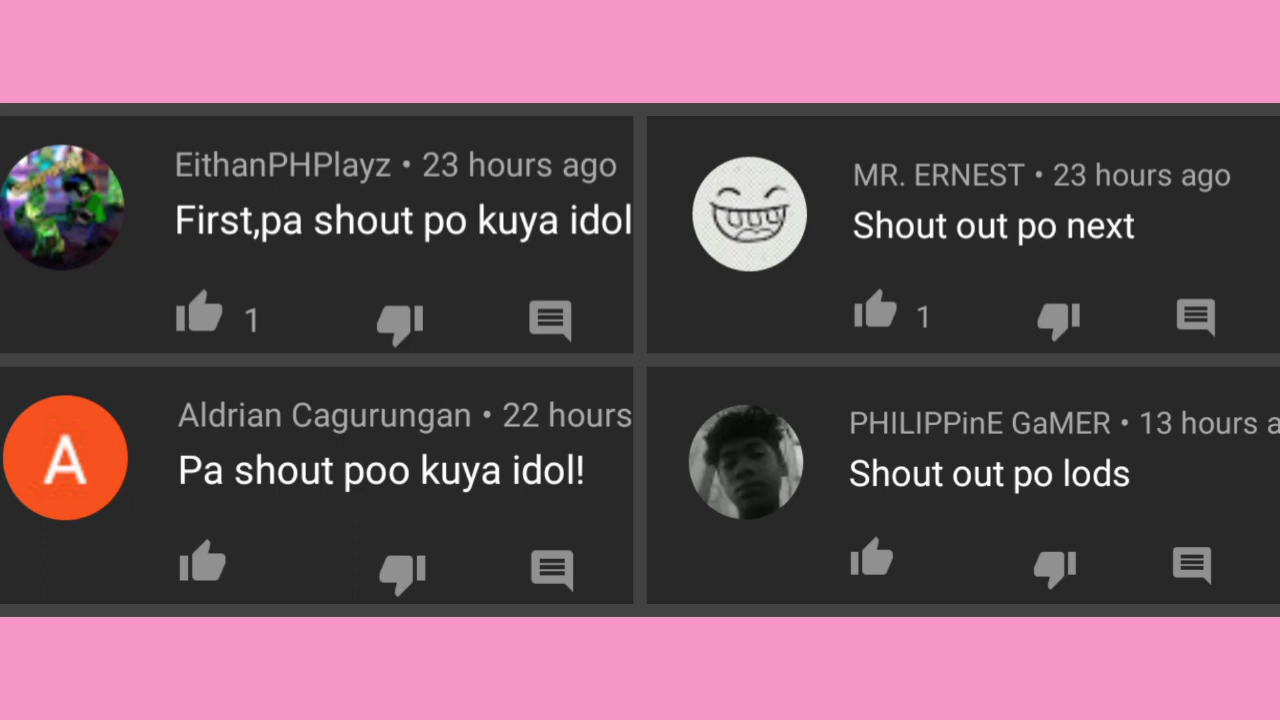 EithanPHPlayz • 23 hours ago
First,pa shout po kuya idol
1
MR. ERNEST • 23 hours ago
Shout out po next
1
A
Aldrian Cagurungan • 22 hours
Pa shout poo kuya idol!
PHILIPPinE GaMER • 13 hours a
Shout out po lods